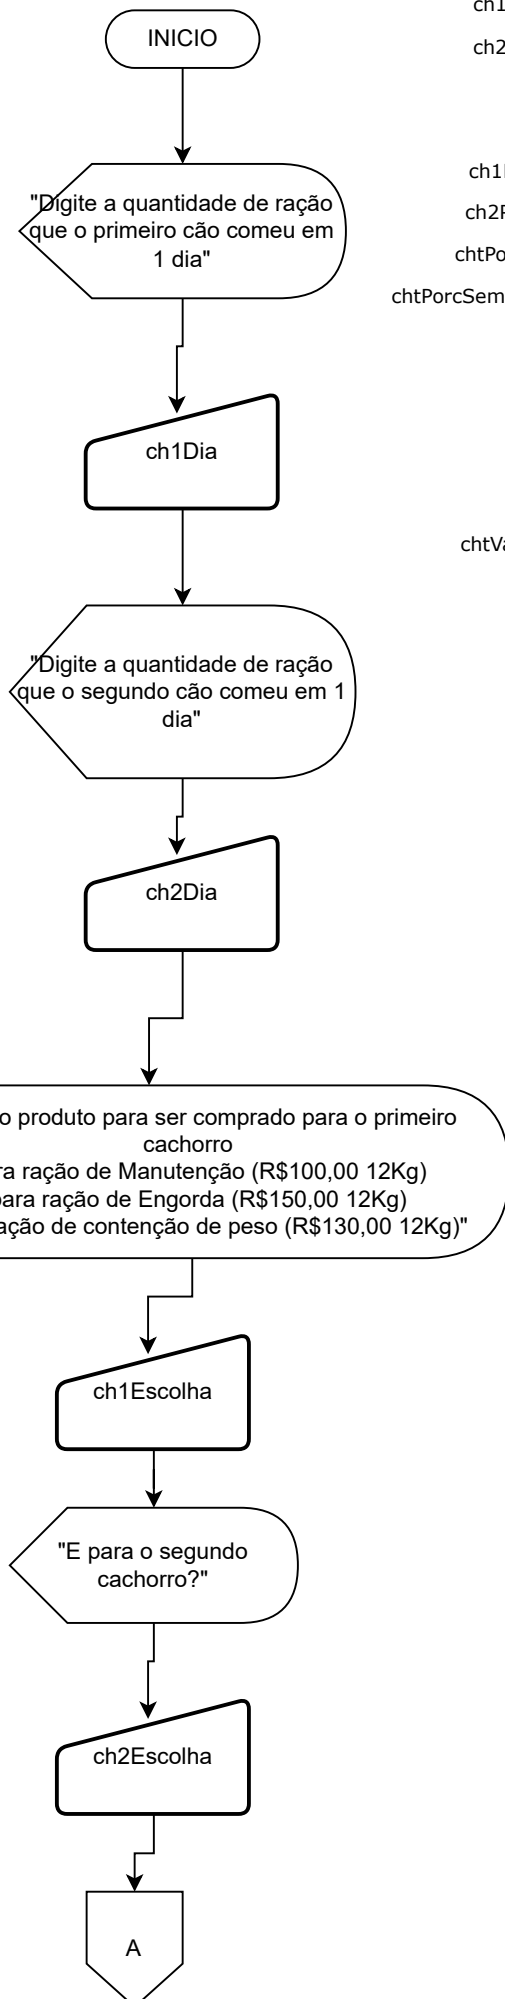 INICIO
"Digite a quantidade de ração
que o primeiro cão comeu em
1 dia"
ch1Dia
"Digite a quantidade de ração
que o segundo cão comeu em 1
dia"
ch2Dia
o produto para ser comprado para o primeiro
cachorro
ração de Manutenção (R$100,00 12Kg)
para ração de Engorda (R$150,00 12Kg)
de contenção de peso (R$130,00 12Kg)"
ch1Escolha
"E para o segundo
cachorro?"
ch2Escolha
A